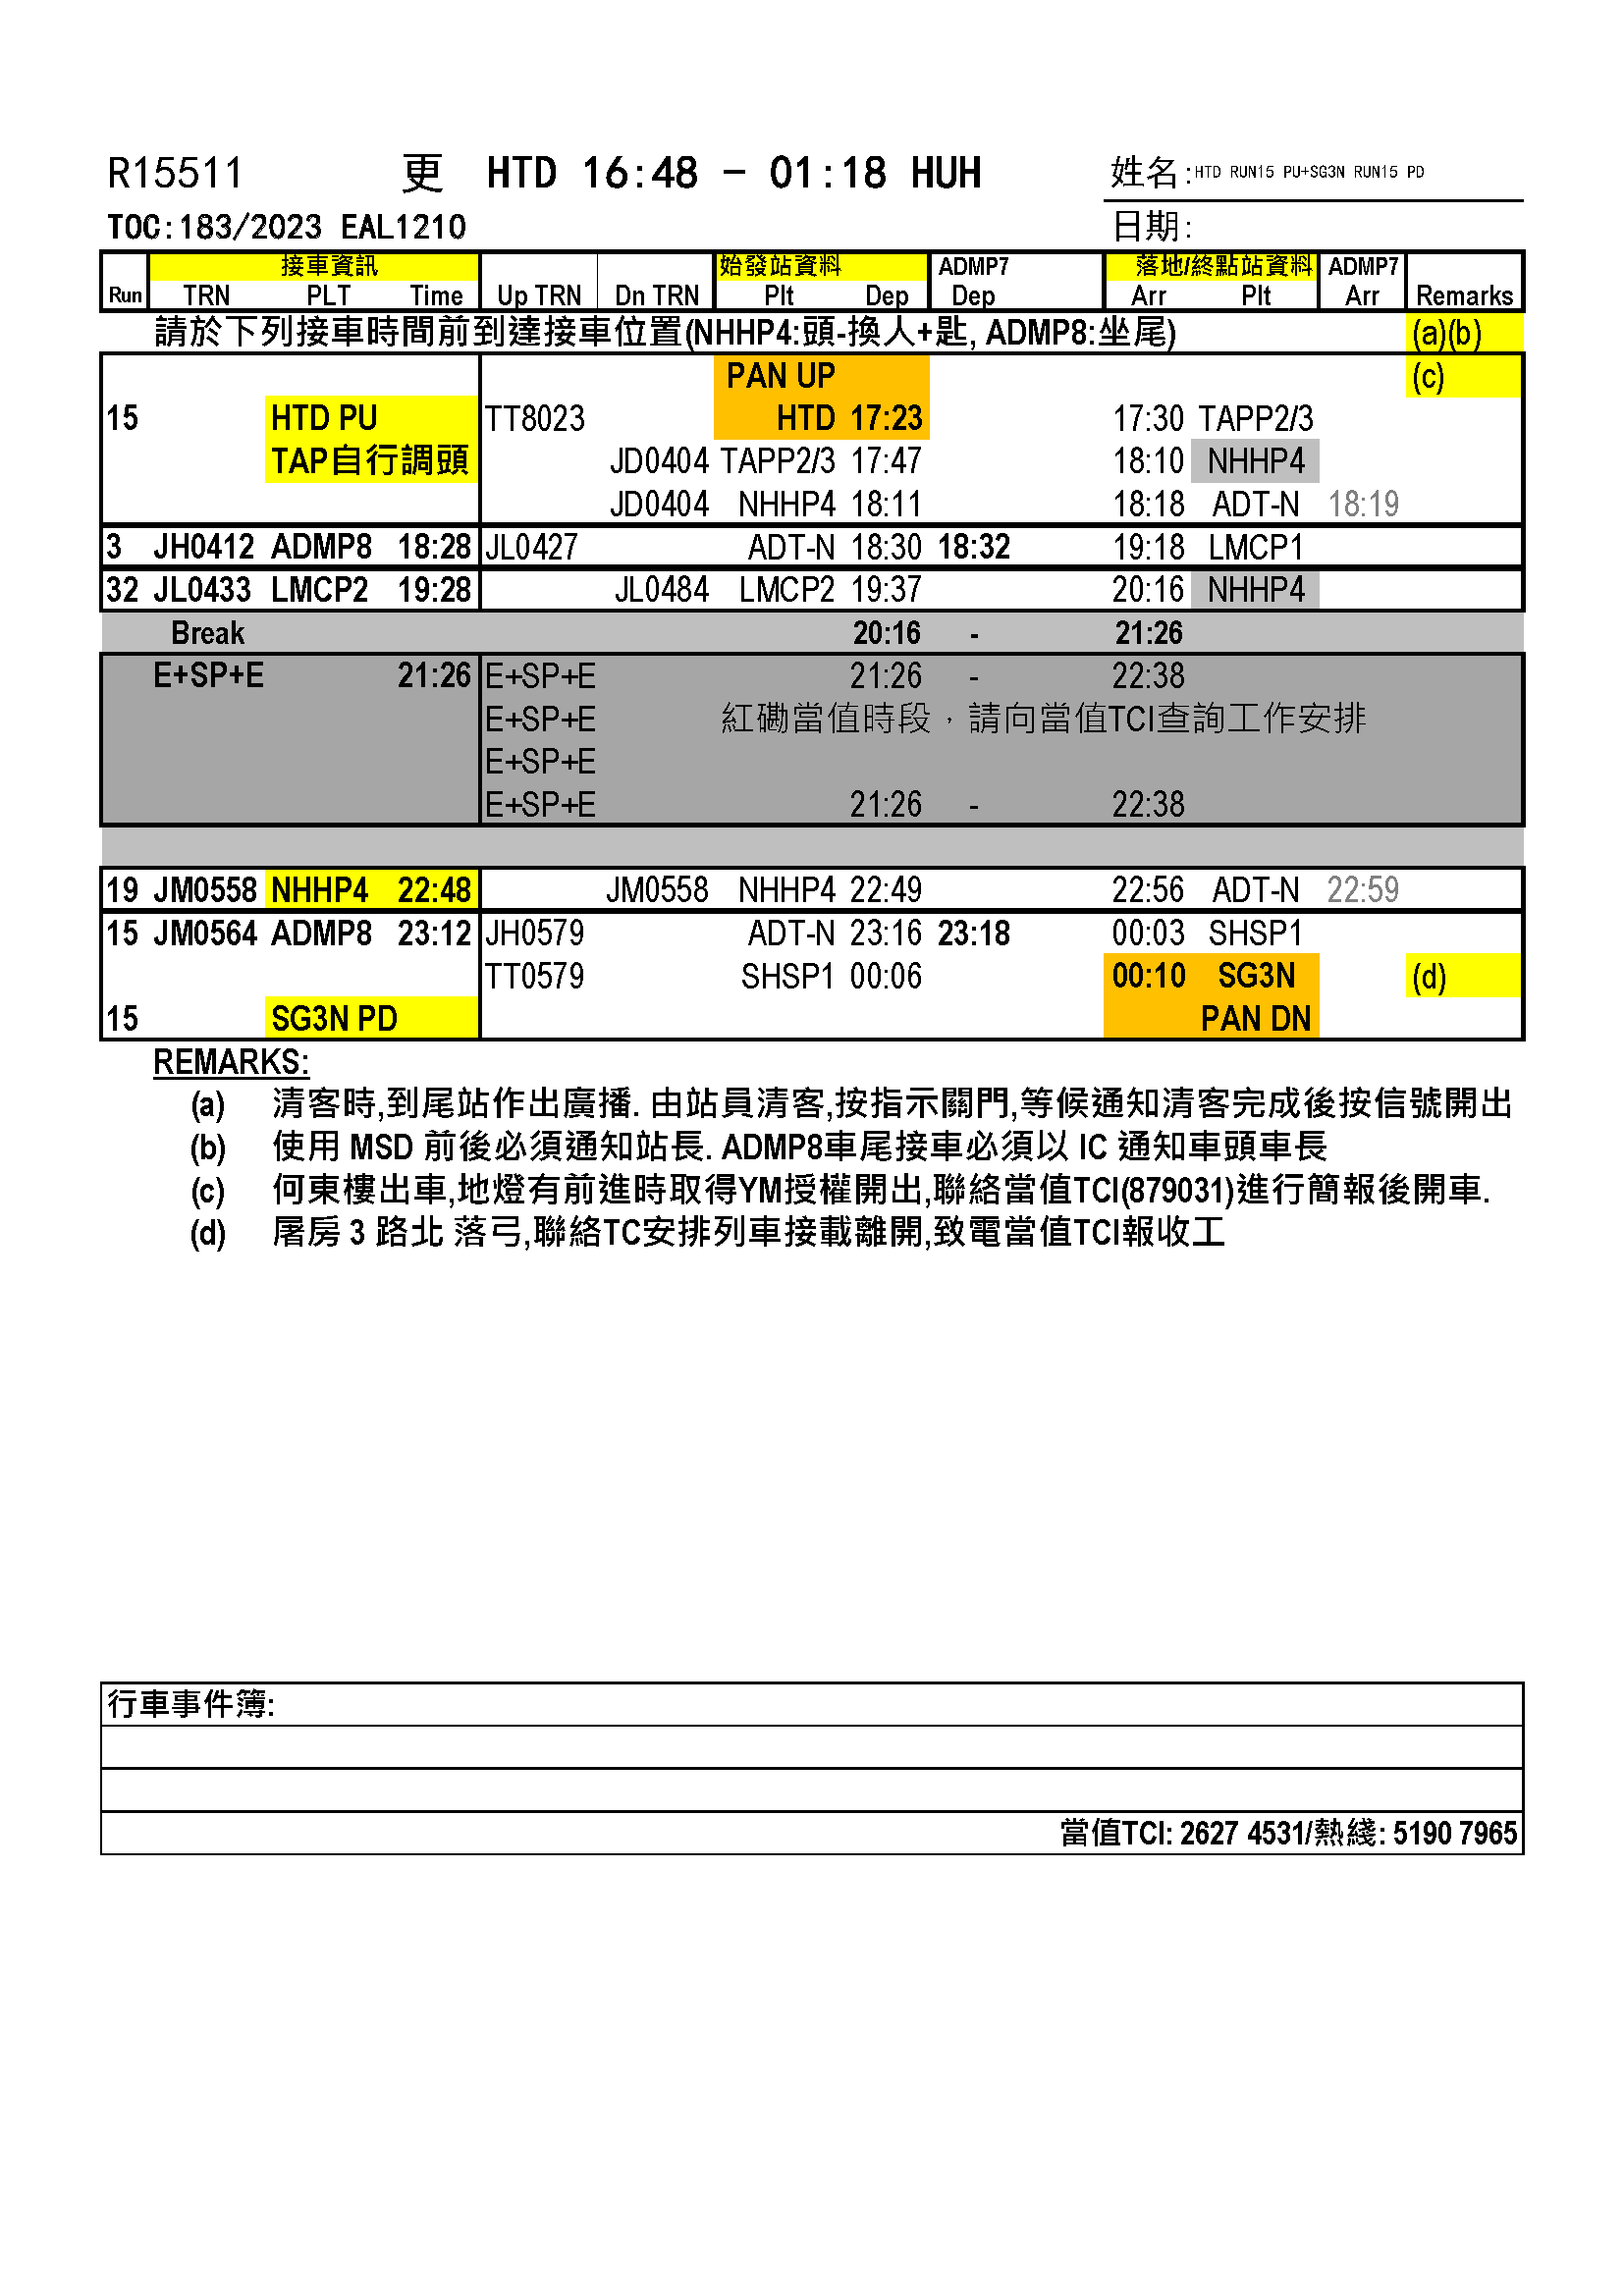 R15511 更 HTD 16:48 - 01:18 HUH 姓名:HTD RUN15 PU+SG3N RUN15 PD
TOC:183/2023 EAL1210 日期:
接車資訊 始發站資料 ADMP7 落地/終點站資料 ADMP7
Run TRN PLT Time Up TRN Dn TRN Plt Dep Dep Arr Plt Arr Remarks
請於下列接車時間前到達接車位置(NHHP4:頭-換人+匙, ADMP8:坐尾) (a)(b)
PAN UP (c)
15 HTD PU TT8023 HTD 17:23 17:30 TAPP2/3
TAP自行調頭 JD0404 TAPP2/3 17:47 18:10 NHHP4
JD0404 NHHP4 18:11 18:18 ADT-N 18:19
3 JH0412 ADMP8 18:28 JL0427 ADT-N 18:30 18:32 19:18 LMCP1
32 JL0433 LMCP2 19:28 JL0484 LMCP2 19:37 20:16 NHHP4
Break 20:16 - 21:26
E+SP+E 21:26 E+SP+E 21:26 - 22:38
E+SP+E 紅磡當值時段，請向當值TCI查詢工作安排
E+SP+E
E+SP+E 21:26 - 22:38
19 JM0558 NHHP4 22:48 JM0558 NHHP4 22:49 22:56 ADT-N 22:59
15 JM0564 ADMP8 23:12 JH0579 ADT-N 23:16 23:18 00:03 SHSP1
TT0579 SHSP1 00:06 00:10 SG3N (d)
15 SG3N PD PAN DN
REMARKS:
(a) 清客時,到尾站作出廣播. 由站員清客,按指示關門,等候通知清客完成後按信號開出
(b) 使用 MSD 前後必須通知站長. ADMP8車尾接車必須以 IC 通知車頭車長
(c) 何東樓出車,地燈有前進時取得YM授權開出,聯絡當值TCI(879031)進行簡報後開車.
(d) 屠房 3 路北 落弓,聯絡TC安排列車接載離開,致電當值TCI報收工
行車事件簿:
當值TCI: 2627 4531/熱綫: 5190 7965